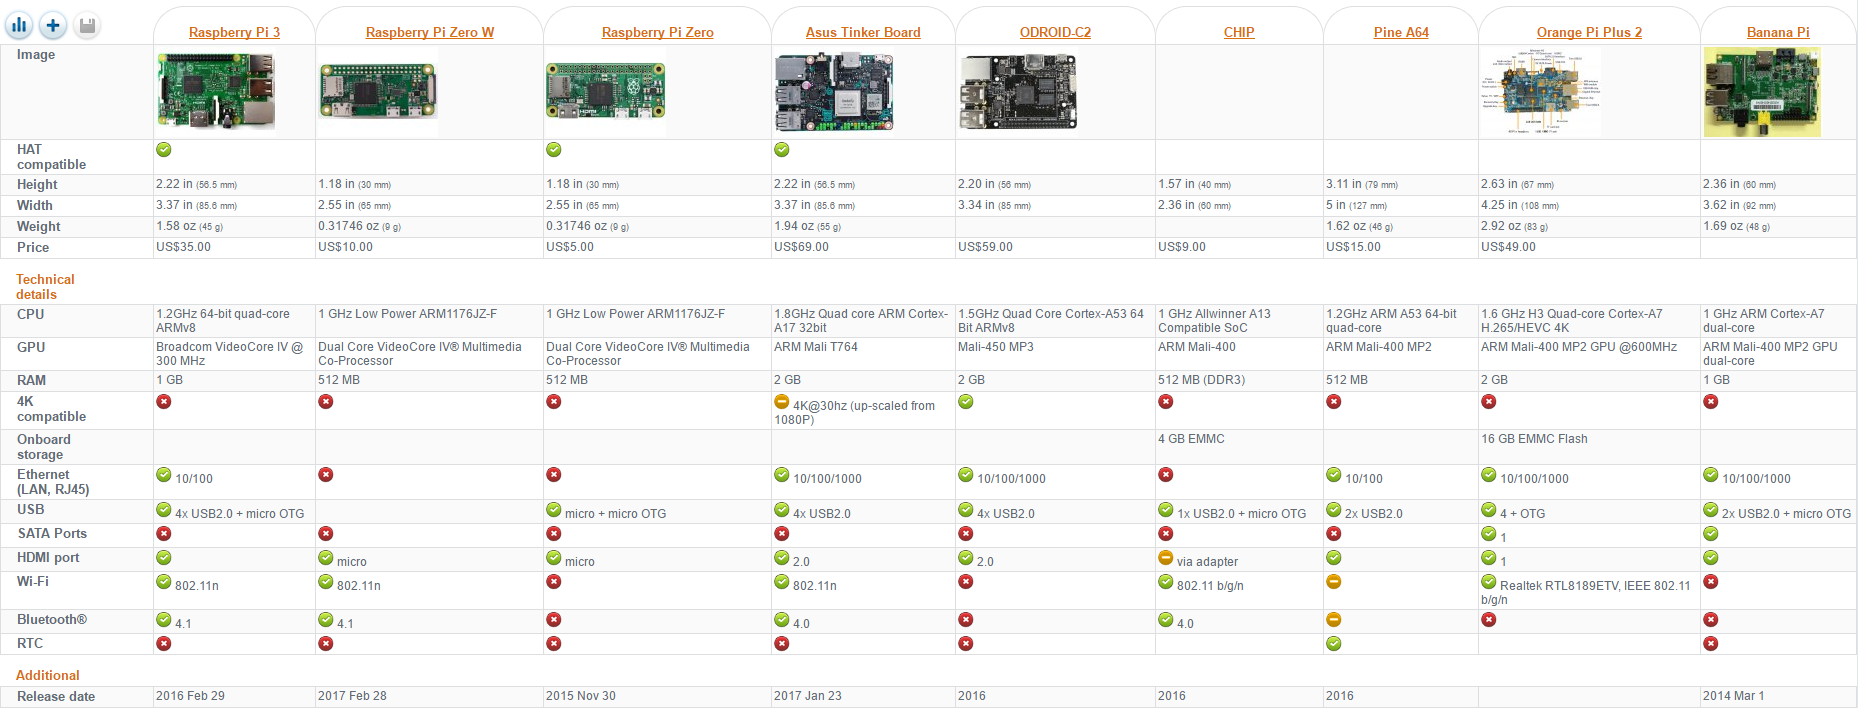 Raspberry Pi 3 Raspberry Pi Zero W Raspberry Pi Zero Asus Tinker Board ODROID-C2 CHIP Pine A64 Orange Pi Plus 2 Banana Pi
Image
HAT compatible
Height 2.22 in (56.5 mm) 1.18 in (30 mm) 1.18 in (30 mm) 2.22 in (56.5 mm) 2.20 in (56 mm) 1.57 in (40 mm) 3.11 in (79 mm) 2.63 in (67 mm) 2.36 in (60 mm)
Width 3.37 in (85.6 mm) 2.55 in (65 mm) 2.55 in (65 mm) 3.37 in (85.6 mm) 3.34 in (85 mm) 2.36 in (60 mm) 5 in (127 mm) 4.25 in (108 mm) 3.62 in (92 mm)
Weight 1.58 oz (45 g) 0.31746 oz (9 g) 0.31746 oz (9 g) 1.94 oz (55 g) 1.62 oz (46 g) 2.92 oz (83 g) 1.69 oz (48 g)
Price US$35.00 US$10.00 US$5.00 US$69.00 US$59.00 US$9.00 US$15.00 US$49.00
Technical details
CPU 1.2GHz 64-bit quad-core ARMv8 1 GHz Low Power ARM1176JZ-F 1 GHz Low Power ARM1176JZ-F 1.8GHz Quad core ARM Cortex-A17 32bit 1.5GHz Quad Core Cortex-A53 64 Bit ARMv8 1 GHz Allwinner A13 Compatible SoC 1.2GHz ARM A53 64-bit quad-core 1.6 GHz H3 Quad-core Cortex-A7 H.265/HEVC 4K 1 GHz ARM Cortex-A7 dual-core
GPU Broadcom VideoCore IV @ 300 MHz Dual Core VideoCore IV® Multimedia Co-Processor Dual Core VideoCore IV® Multimedia Co-Processor ARM Mali T764 Mali-450 MP3 ARM Mali-400 ARM Mali-400 MP2 ARM Mali-400 MP2 GPU @600MHz ARM Mali-400 MP2 GPU dual-core
RAM 1 GB 512 MB 512 MB 2 GB 2 GB 512 MB (DDR3) 512 MB 2 GB 1 GB
4K compatible 4K@30hz (up-scaled from 1080P)
Onboard storage 4 GB EMMC 16 GB EMMC Flash
Ethernet (LAN, RJ45) 10/100 10/100/1000 10/100/1000 10/100 10/100/1000 10/100/1000
USB 4x USB2.0 + micro OTG micro + micro OTG 4x USB2.0 4x USB2.0 1x USB2.0 + micro OTG 2x USB2.0 4 + OTG 2x USB2.0 + micro OTG
SATA Ports 1
HDMI port micro micro 2.0 2.0 via adapter 1
Wi-Fi 802.11n 802.11n 802.11n 802.11 b/g/n Realtek RTL8189ETV, IEEE 802.11 b/g/n
Bluetooth® 4.1 4.1 4.0 4.0
RTC
Additional
Release date 2016 Feb 29 2017 Feb 28 2015 Nov 30 2017 Jan 23 2016 2016 2016 2014 Mar 1